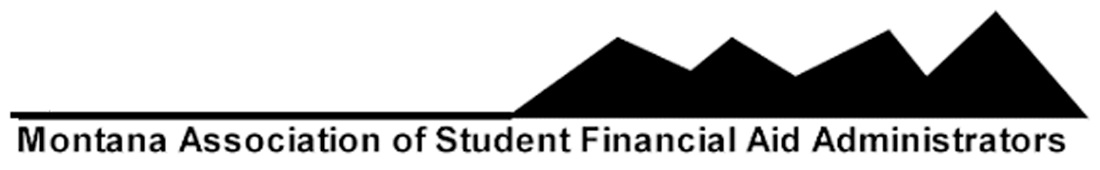 Montana Association of Student Financial Aid Administrators